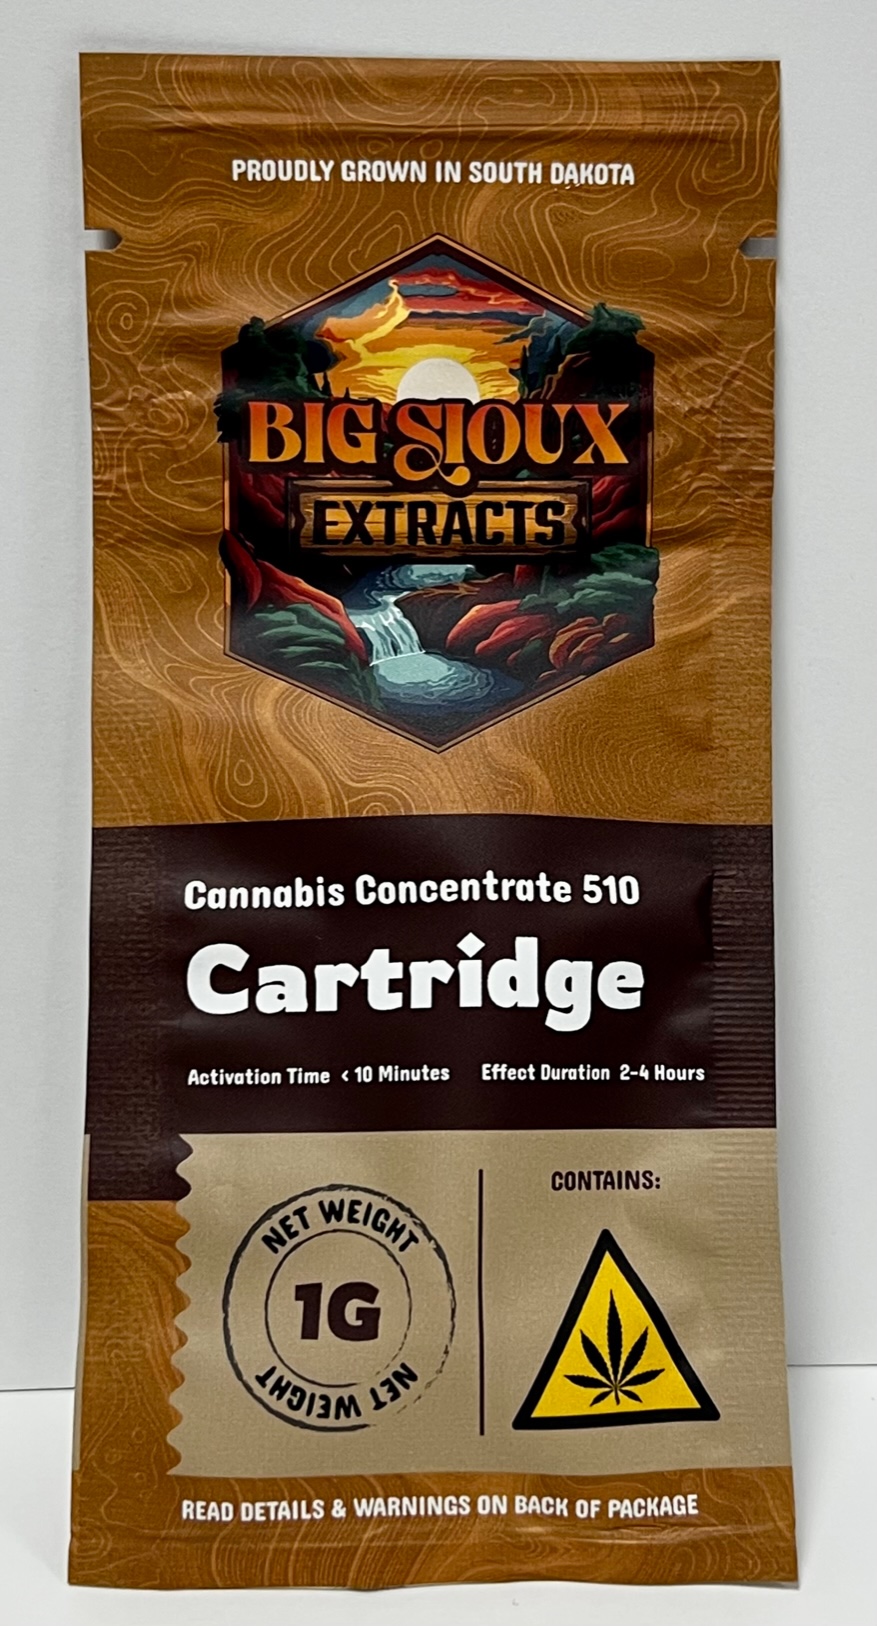 PROUDLY GROWN IN SOUTH DAKOTA
BIG SIOUX
EXTRACTS
Cannabis Concentrate 510
Cartridge
Activation Time < 10 Minutes Effect Duration 2-4 Hours
NET WEIGHT
1G
NET WEIGHT
CONTAINS:
READ DETAILS & WARNINGS ON BACK OF PACKAGE